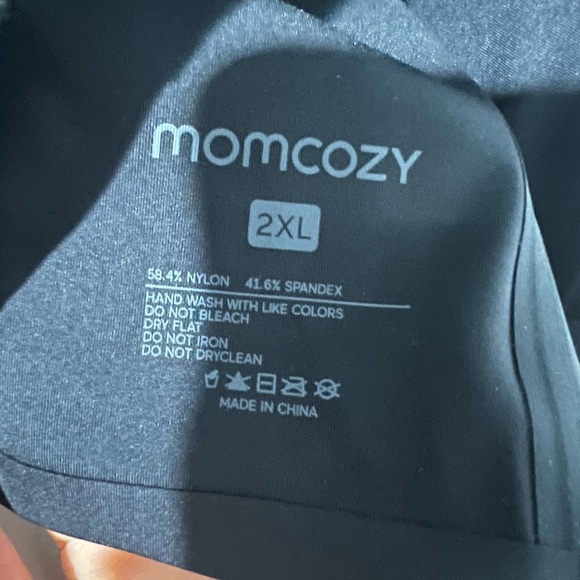 momcozy
2XL
58.4% NYLON 41.6% SPANDEX
HAND WASH WITH LIKE COLORS
DO NOT BLEACH
DRY FLAT
DO NOT IRON
DO NOT DRYCLEAN
MADE IN CHINA